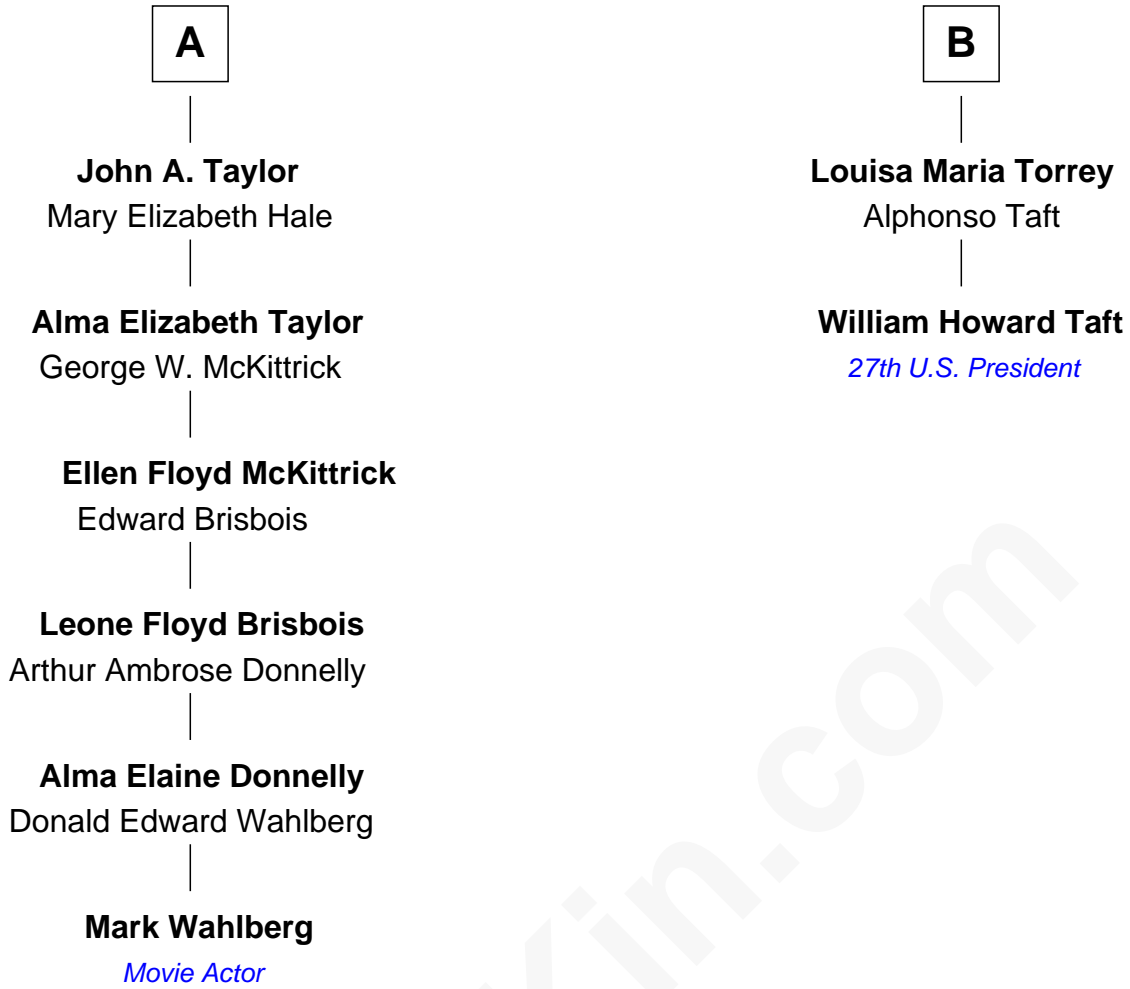 A
John A. Taylor
Mary Elizabeth Hale
Alma Elizabeth Taylor
George W. McKittrick
Ellen Floyd McKittrick
Edward Brisbois
Leone Floyd Brisbois
Arthur Ambrose Donnelly
Alma Elaine Donnelly
Donald Edward Wahlberg
Mark Wahlberg
Movie Actor
B
Louisa Maria Torrey
Alphonso Taft
William Howard Taft
27th U.S. President
Kin.com